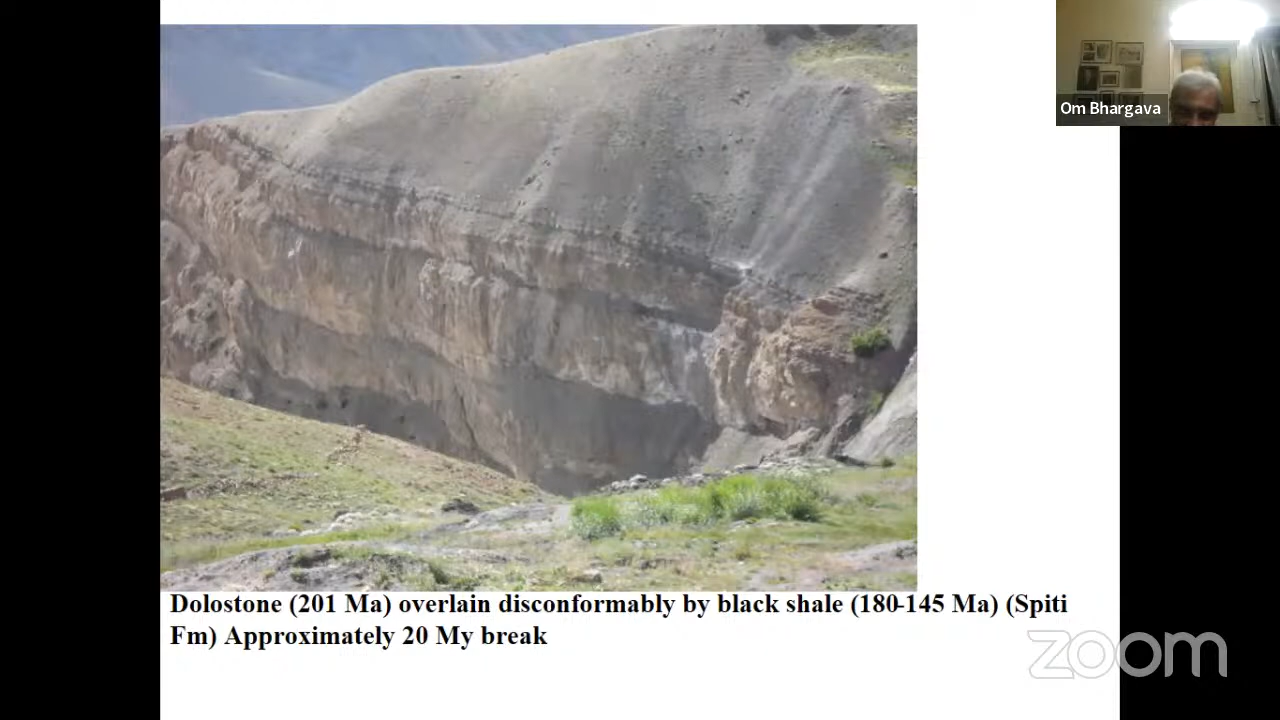 Om Bhargava
Dolostone (201 Ma) overlain disconformably by black shale (180-145 Ma) (Spiti
Fm) Approximately 20 My break
zoom